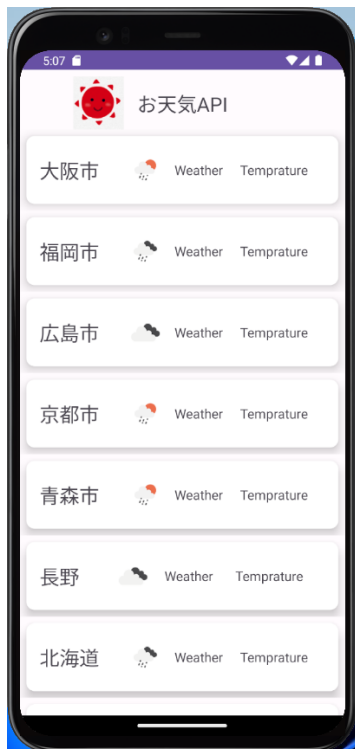 5:07
お天気API
大阪市 Weather Temprature
福岡市 Weather Temprature
広島市 Weather Temprature
京都市 Weather Temprature
青森市 Weather Temprature
長野 Weather Temprature
北海道 Weather Temprature